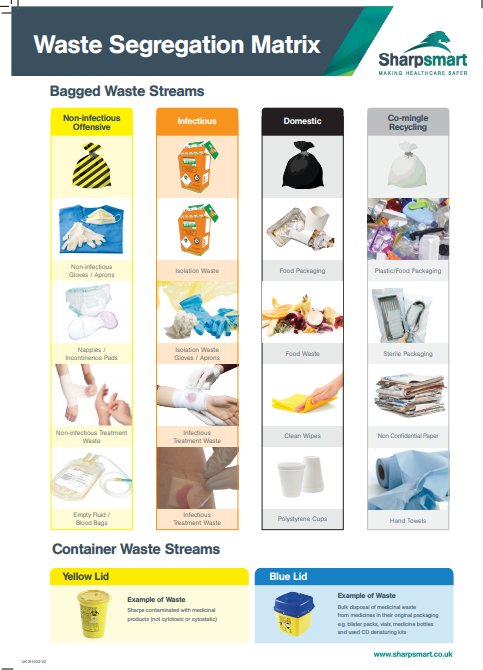 Waste Segregation Matrix
Sharpsmart
MAKING HEALTHCARE SAFER
Bagged Waste Streams
Non-infectious
Offensive
Infectious
Domestic
Co-mingle
Recycling
Non-infectious
Gloves / Aprons
Isolation Waste
Food Packaging
Plastic/Food Packaging
Nappies /
Incontinence Pads
Isolation Waste
Gloves / Aprons
Food Waste
Sterile Packaging
Non-infectious Treatment
Waste
Infectious
Treatment Waste
Clean Wipes
Non Confidential Paper
Empty Fluid /
Blood Bags
Infectious
Treatment Waste
Polystyrene Cups
Hand Towels
Container Waste Streams
Yellow Lid
Example of Waste
Sharps contaminated with medicinal
products (not cytotoxic or cytostatic)
Blue Lid
Example of Waste
Bulk disposal of medicinal waste
from medicines in their original packaging
e.g. blister packs, vials, medicine bottles
and used CD denaturing kits
www.sharpsmart.co.uk